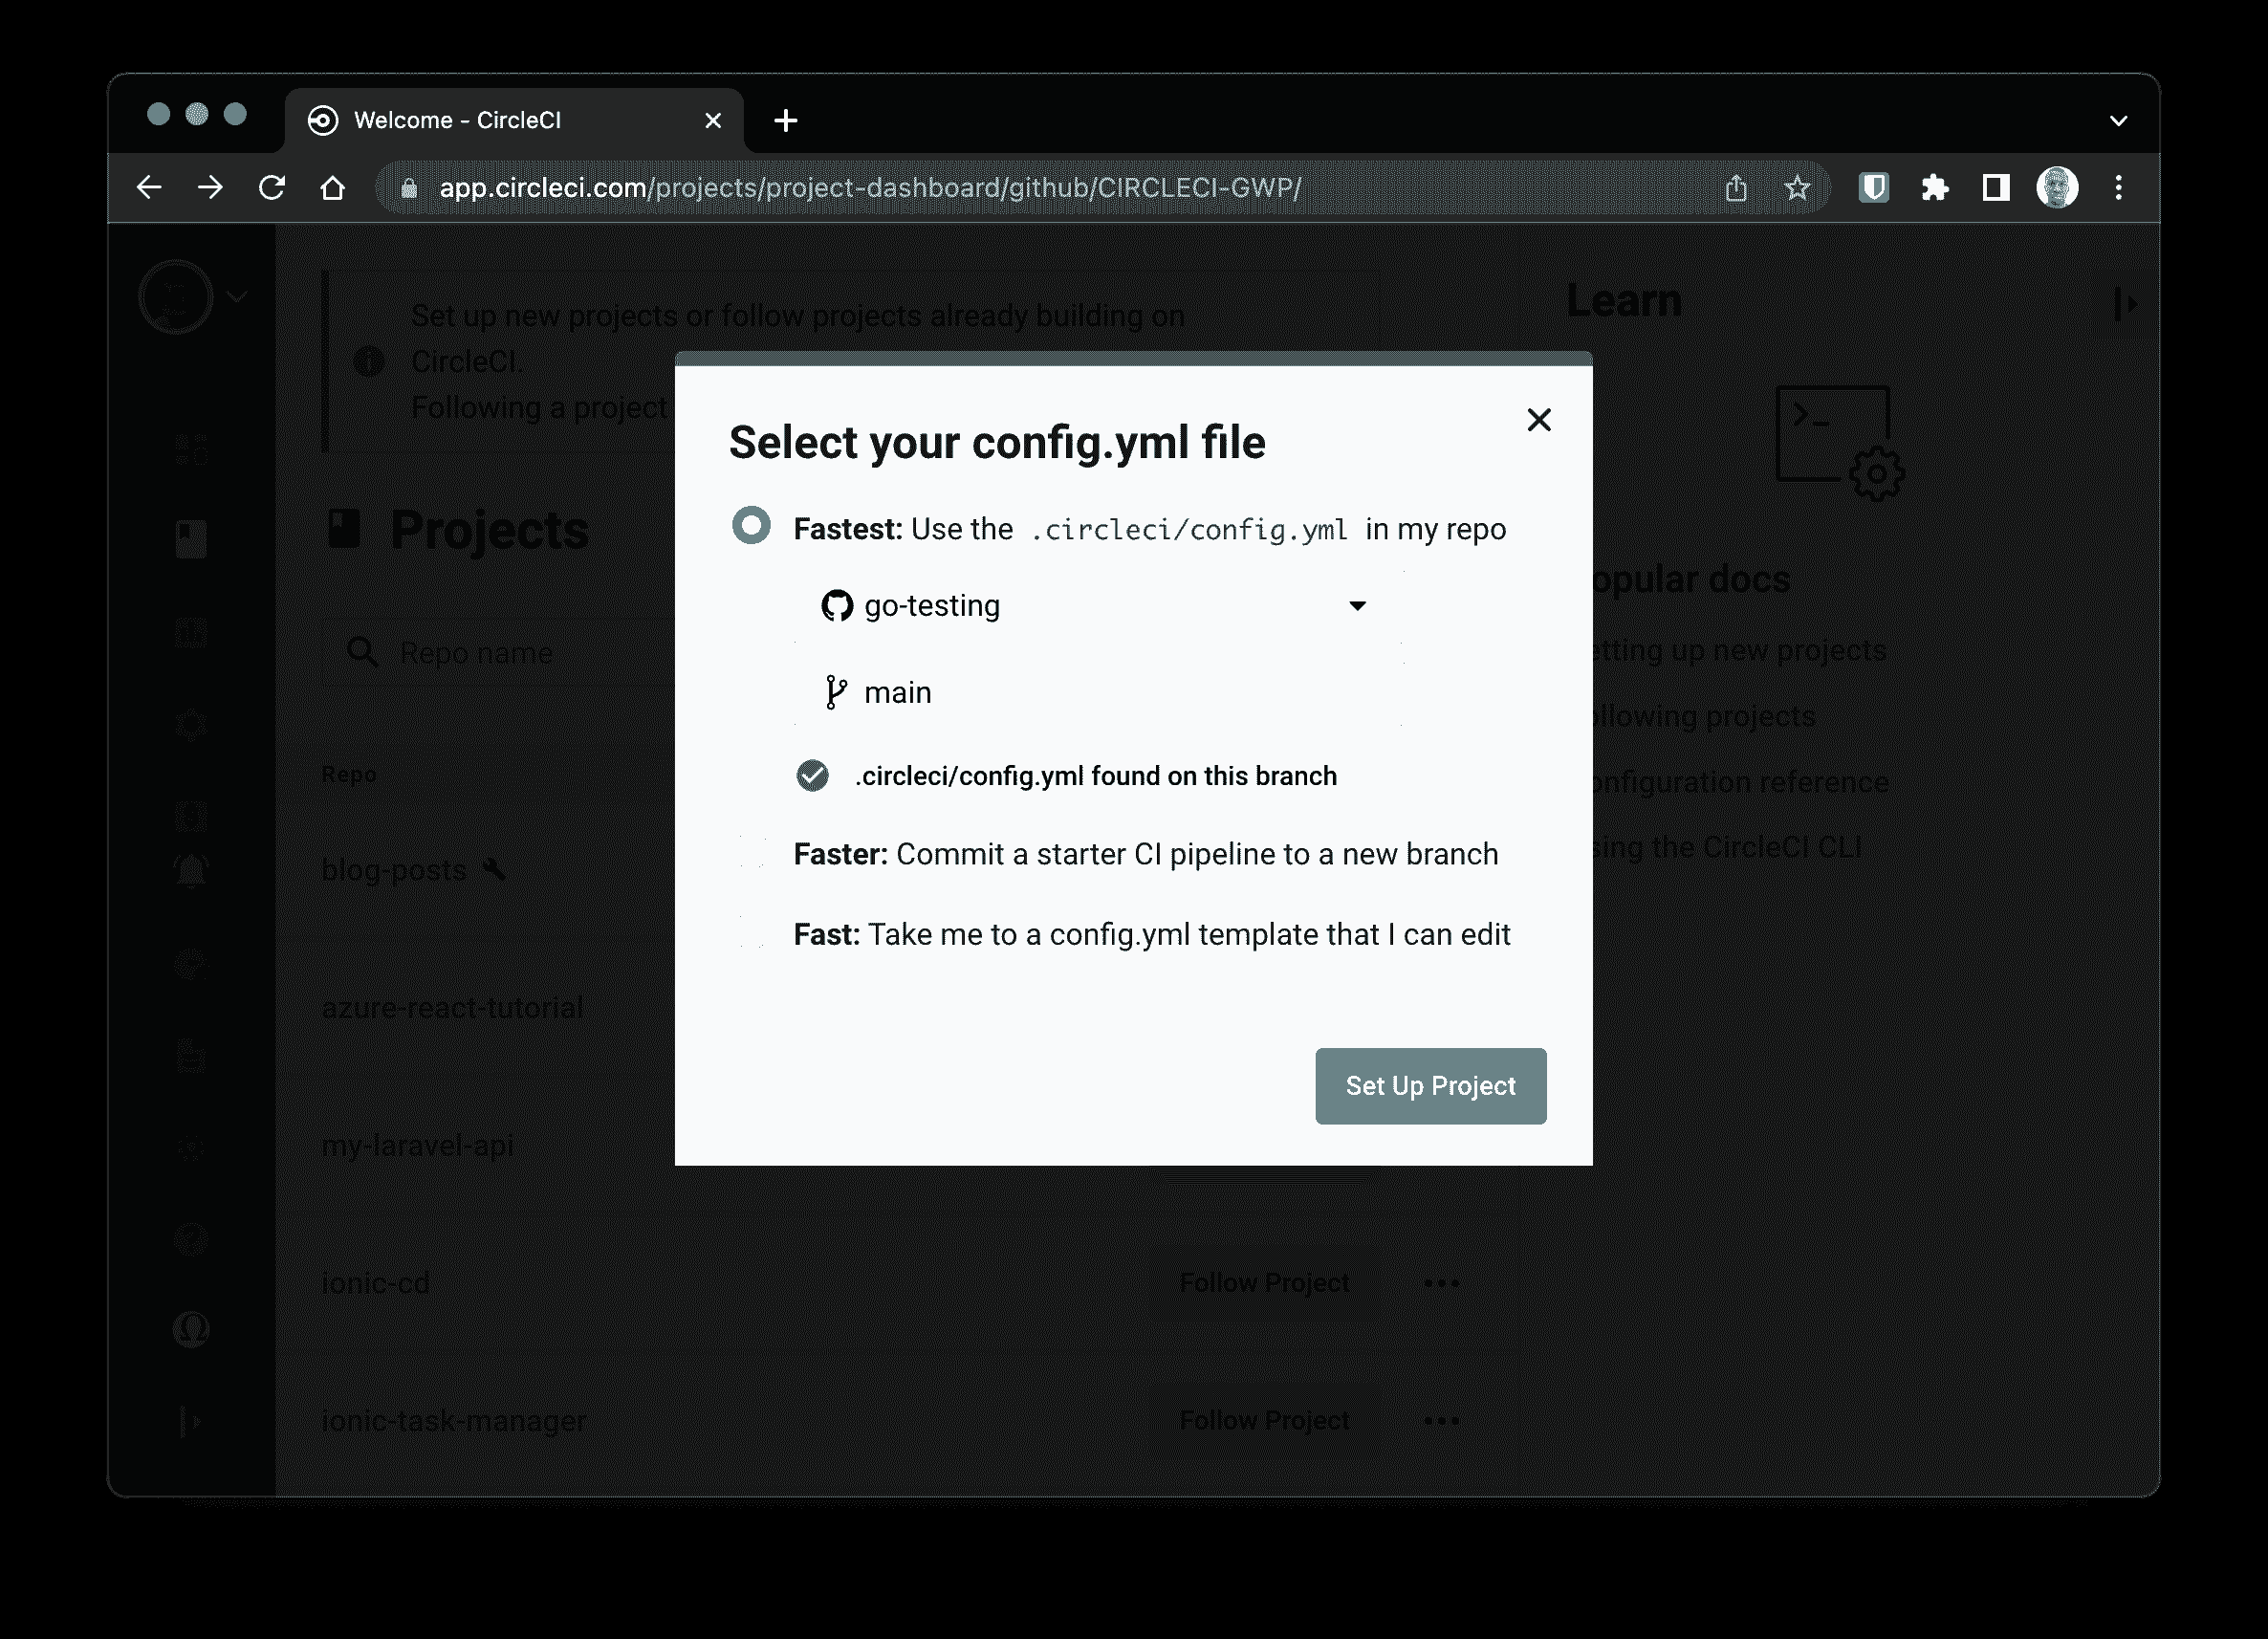 Welcome - CircleCI
app.circleci.com/projects/project-dashboard/github/CIRCLECI-GWP/
Set up new projects or follow projects already building on
CircleCI.
Following a project
Learn
Select your config.yml file
Fastest: Use the .circleci/config.yml in my repo
go-testing
main
.circleci/config.yml found on this branch
Faster: Commit a starter CI pipeline to a new branch
Fast: Take me to a config.yml template that I can edit
Set Up Project
Projects
Repo name
Repo
blog-posts
azure-react-tutorial
my-laravel-api
ionic-cd
Follow Project
ionic-task-manager
Follow Project
opular docs
etting up new projects
ollowing projects
onfiguration reference
sing the CircleCI CLI